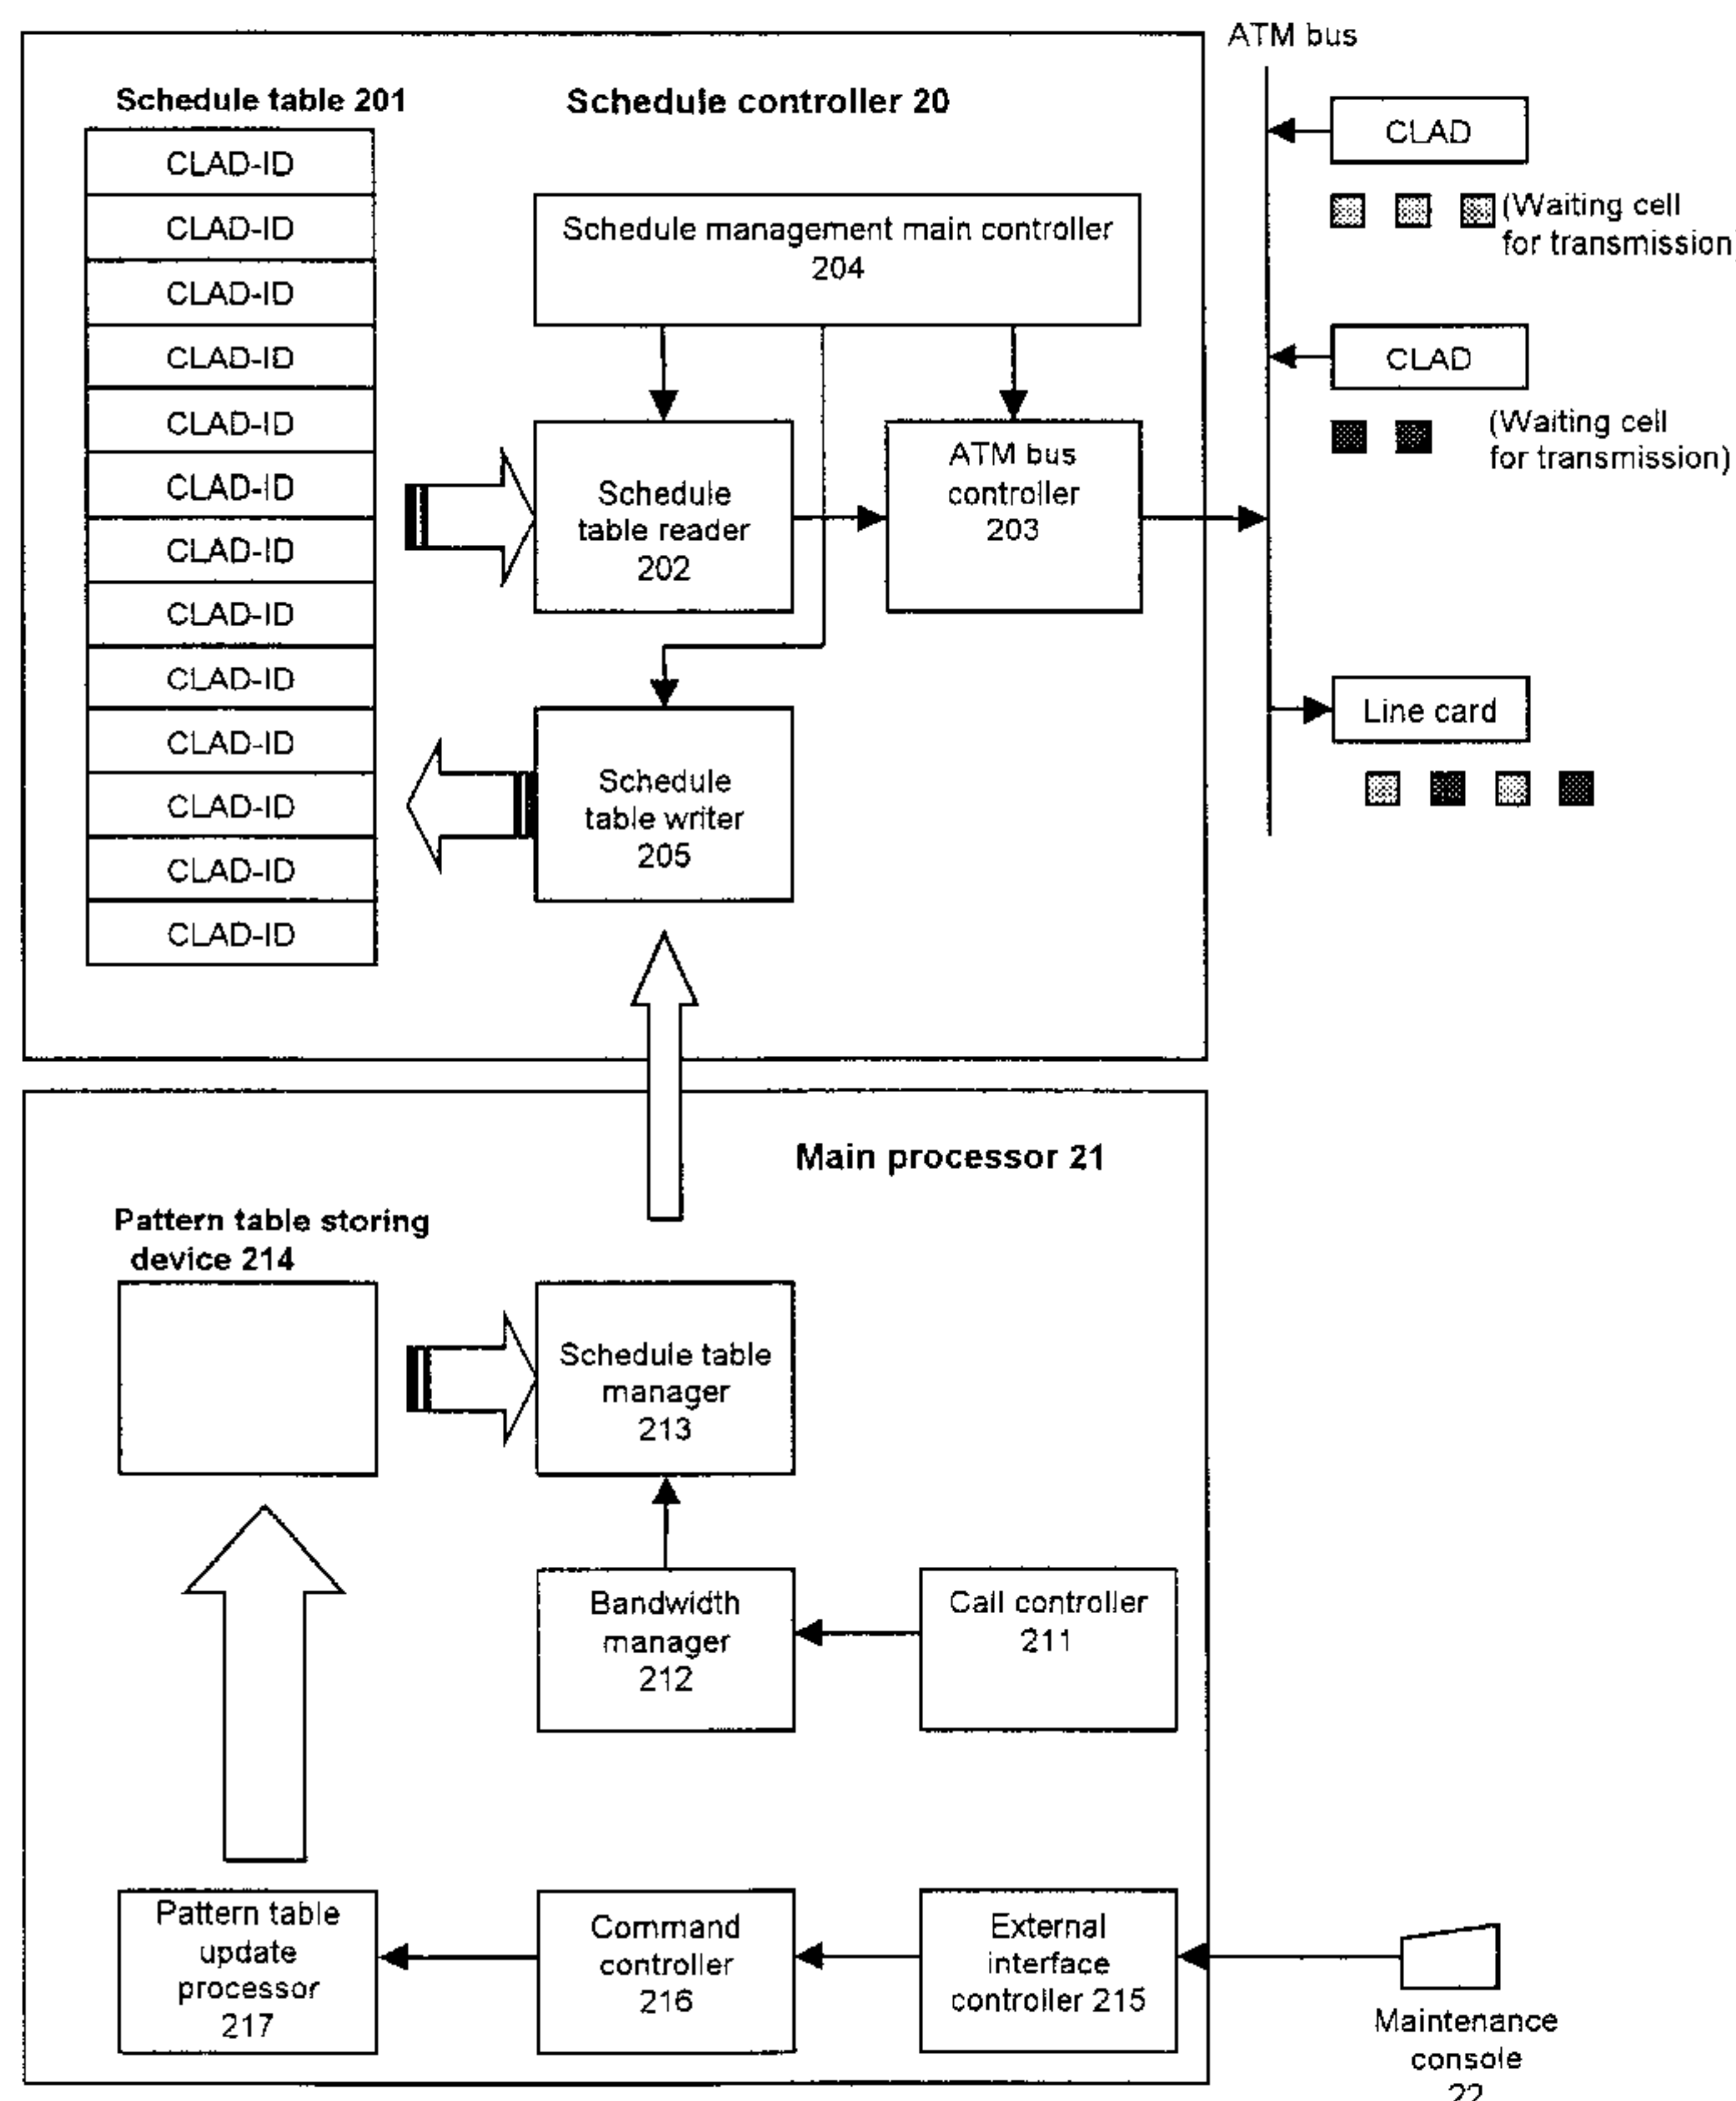 ATM bus
Schedule table 201
Schedule controller 20
CLAD-ID
CLAD-ID
CLAD-ID
CLAD-ID
CLAD-ID
CLAD-ID
CLAD-ID
CLAD-ID
CLAD-ID
CLAD-ID
CLAD-ID
CLAD-ID
CLAD-ID
Schedule management main controller
204
Schedule
table reader
202
ATM bus
controller
203
Schedule
table writer
205
CLAD
(Waiting cell
for transmission)
CLAD
(Waiting cell
for transmission)
Line card
Main processor 21
Pattern table storing
device 214
Schedule table
manager
213
Bandwidth
manager
212
Call controller
211
Pattern table
update
processor
217
Command
controller
216
External
interface
controller 215
Maintenance
console
22